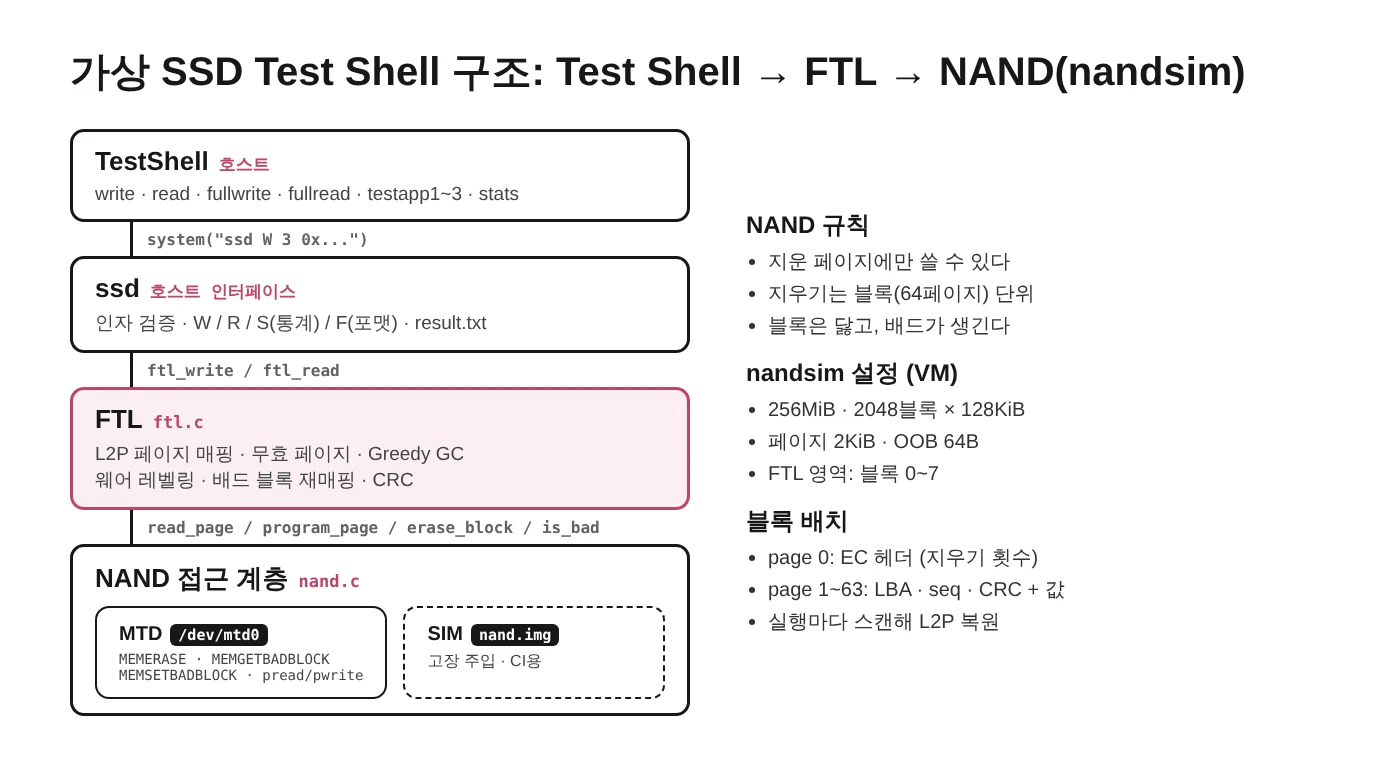 가상 SSD Test Shell 구조: Test Shell → FTL → NAND(nandsim)
TestShell 호스트
write · read · fullwrite · fullread · testapp1~3 · stats
system("ssd W 3 0x...")
ssd 호스트 인터페이스
인자 검증 · W / R / S(통계) / F(포맷) · result.txt
ftl_write / ftl_read
FTL ftl.c
L2P 페이지 매핑 · 무효 페이지 · Greedy GC
웨어 레벨링 · 배드 블록 재매핑 · CRC
read_page / program_page / erase_block / is_bad
NAND 접근 계층 nand.c
MTD /dev/mtd0
MEMERASE · MEMGETBADBLOCK
MEMSETBADBLOCK · pread/pwrite
SIM nand.img
고장 주입 · CI용
NAND 규칙
• 지운 페이지에만 쓸 수 있다
• 지우기는 블록(64페이지) 단위
• 블록은 닳고, 배드가 생긴다
nandsim 설정 (VM)
• 256MiB · 2048블록 × 128KiB
• 페이지 2KiB · OOB 64B
• FTL 영역: 블록 0~7
블록 배치
• page 0: EC 헤더 (지우기 횟수)
• page 1~63: LBA · seq · CRC + 값
• 실행마다 스캔해 L2P 복원